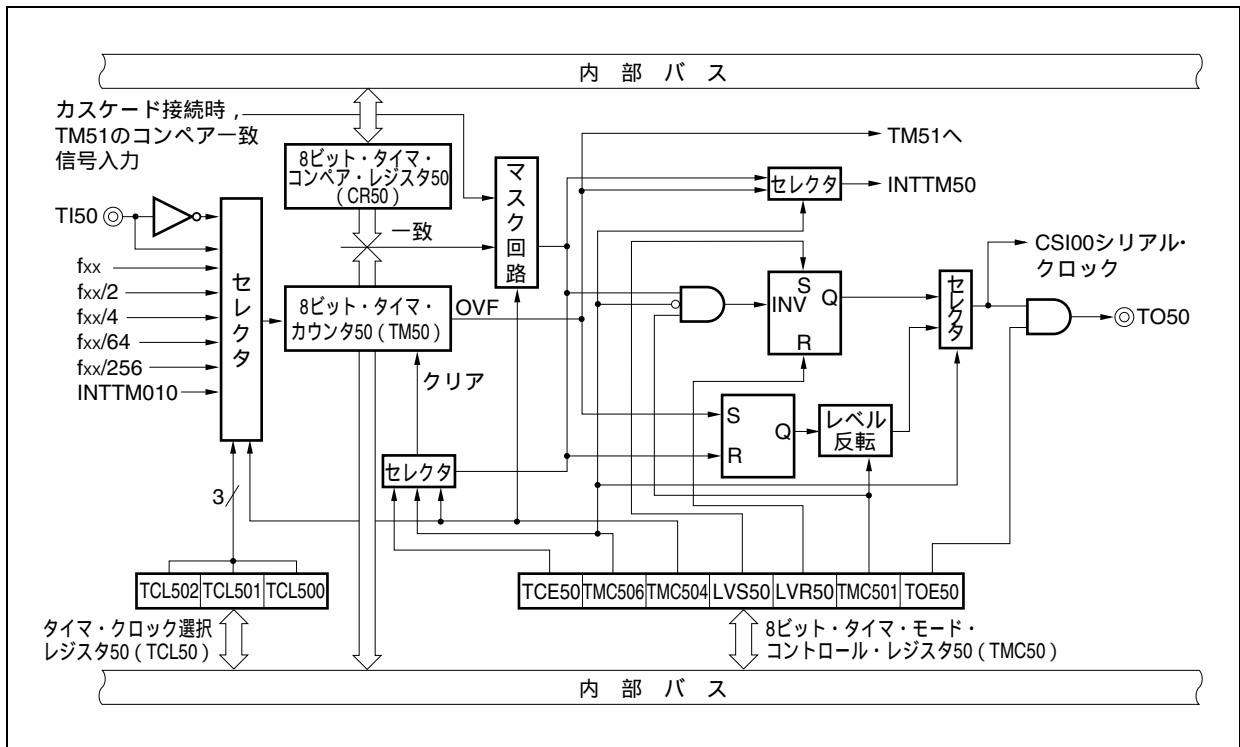 内 部 バ ス
カスケード接続時，
TM51のコンペア一致
信号入力
8ビット・タイマ・
コンペア・レジスタ50
（CR50）
マスク回路
TM51へ
セレクタ
INTTM50
TI50
一致
CSI00シリアル・
クロック
fxx
fxx/2
fxx/4
fxx/64
fxx/256
INTTM010
セレクタ
8ビット・タイマ・
カウンタ50（TM50）
OVF
クリア
S
INV
Q
R
セレクタ
TO50
S
Q
R
レベル
反転
セレクタ
3
TCL502 TCL501 TCL500
TCE50 TMC506 TMC504 LVS50 LVR50 TMC501 TOE50
タイマ・クロック選択
レジスタ50（TCL50）
8ビット・タイマ・モード・
コントロール・レジスタ50（TMC50）
内 部 バ ス